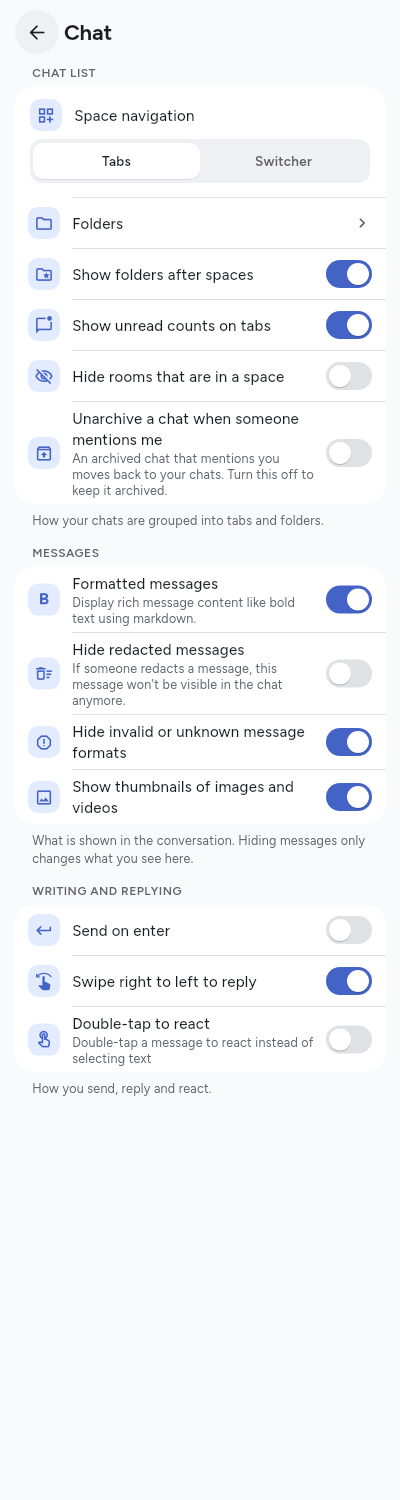 Chat
CHAT LIST
Space navigation
Tabs
Switcher
Folders
Show folders after spaces
Show unread counts on tabs
Hide rooms that are in a space
Unarchive a chat when someone
mentions me
An archived chat that mentions you
moves back to your chats. Turn this off to
keep it archived.
How your chats are grouped into tabs and folders.
MESSAGES
B
Formatted messages
Display rich message content like bold
text using markdown.
Hide redacted messages
If someone redacts a message, this
message won't be visible in the chat
anymore.
Hide invalid or unknown message
formats
Show thumbnails of images and
videos
What is shown in the conversation. Hiding messages only
changes what you see here.
WRITING AND REPLYING
Send on enter
Swipe right to left to reply
Double-tap to react
Double-tap a message to react instead of
selecting text
How you send, reply and react.